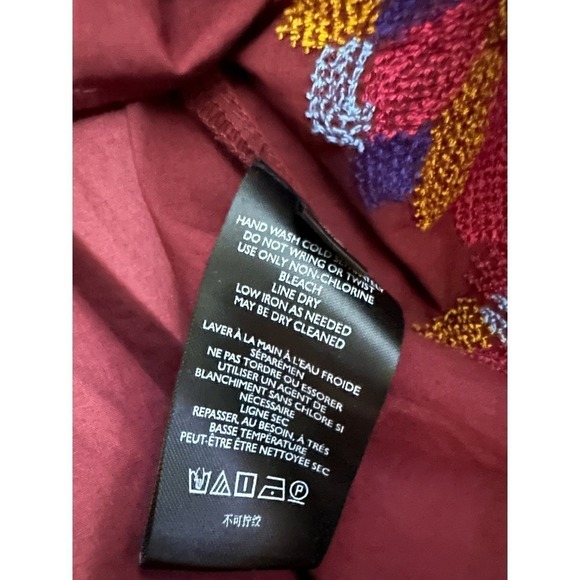 HAND WASH COLD
DO NOT WRING OR TWIST
USE ONLY NON-CHLORINE
BLEACH
LINE DRY
LOW IRON AS NEEDED
MAY BE DRY CLEANED
LAVER À LA MAIN À L'EAU FROIDE
SÉPARÉMEN
NE PAS TORDRE OU ESSORER
UTILISER UN AGENT DE
BLANCHIMENT SANS CHLORE SI
NÉCESSAIRE
LIGNE SEC
REPASSER, AU BESOIN, À TRÉS
BASSE TEMPÉRATURE
PEUT-ÊTRE ÊTRE NETTOYÉE SEC
P
不可拧绞